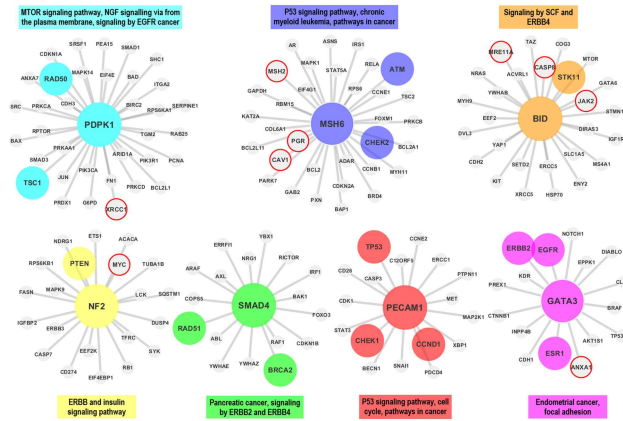 MTOR signaling pathway, NGF signalling via from
the plasma membrane, signaling by EGFR cancer
P53 signaling pathway, chronic
myeloid leukemia, pathways in cancer
Signaling by SCF and
ERBB4
SRSF1
PEA15
SMAD1
CDKN1A
SHC1
RAD50
MAPK14
EIF4E
BAD
ANXA7
ITGA2
CDH3
BIRC2
RPS6KA1
SERPINE1
SRC
PRKCA
PDPK1
RPTOR
TGM2
RAB25
BAX
PRKAA1
ARID1A
PIK3R1
PCNA
SMAD3
PIK3CA
TSC1
JUN
FN1
PRKCD
BCL2L1
PRDX1
G6PD
XRCC1
ASNS
IRS1
AR
MAPK1
STAT5A
RELA
ATM
MSH2
RPS6
CCNE1
TSC2
GAPDH
EIF4G1
RBM15
FOXM1
PRKCB
KAT2A
COL6A1
MSH6
PGR
CHEK2
BCL2A1
BCL2L11
CAV1
ADAR
CCNB1
MYH11
PARK7
BCL2
GAB2
CDKN2A
BRD4
PXN
BAP1
TAZ
COG3
MRE11A
CASP8
MTOR
ACVRL1
STK11
GATA6
NRAS
YWHAB
JAK2
MYH9
STMN1
EEF2
BID
DIRAS3
DVL3
IGF1R
YAP1
SLC1A5
CDH2
SETD2
ERCC5
MS4A1
KIT
ENY2
XRCC5
HSP70
ETS1
ACACA
NDRG1
MYC
PTEN
TUBA1B
RPS6KB1
MAPK9
LCK
SQSTM1
FASN
NF2
IGFBP2
DUSP4
ERBB3
TFRC
CASP7
EEF2K
SYK
CD274
RB1
EIF4EBP1
YBX1
ERRFI1
NRG1
RICTOR
ARAF
AXL
IRF1
COPS5
BAK1
SMAD4
FOXO3
RAD51
RAF1
CDKN1B
ABL
YWHAE
YWHAZ
BRCA2
CCNE2
TP53
C12ORF5
ERCC1
CD26
CASP3
PTPN11
CDK1
MET
PECAM1
MAP2K1
STAT3
CHEK1
CCND1
XBP1
BECN1
SNAI1
PDCD4
NOTCH1
ERBB2
EGFR
DIABLO
EPPK1
KDR
CL
PREX1
BRAF
GATA3
CTNNB1
TP53
INPP4B
AKT1S1
ESR1
CDH1
ANXA1
ERBB and insulin
signaling pathway
Pancreatic cancer, signaling
by ERBB2 and ERBB4
P53 signaling pathway, cell
cycle, pathways in cancer
Endometrial cancer,
focal adhesion